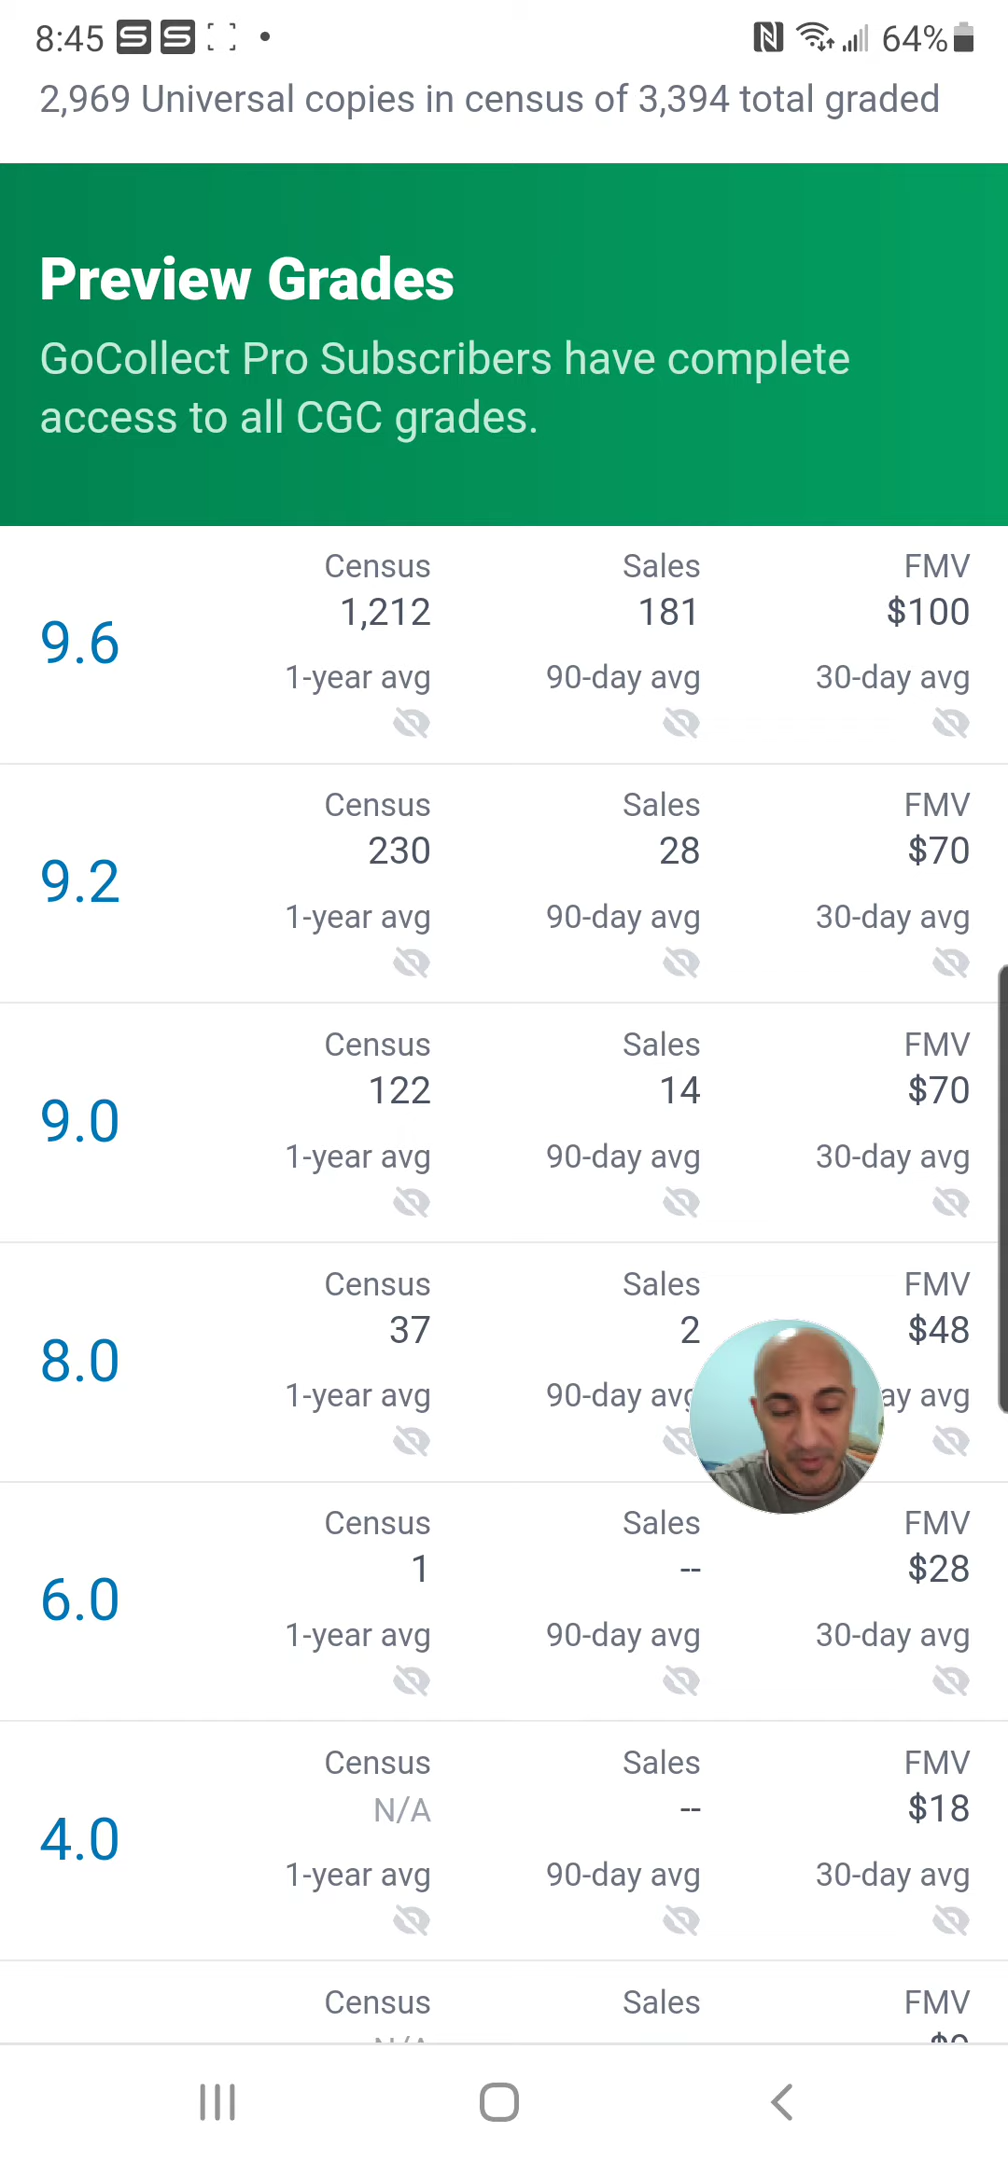 8:45 64%
2,969 Universal copies in census of 3,394 total graded
Preview Grades
GoCollect Pro Subscribers have complete
access to all CGC grades.
Census Sales FMV
9.6 1,212 181 $100
1-year avg 90-day avg 30-day avg
Census Sales FMV
9.2 230 28 $70
1-year avg 90-day avg 30-day avg
Census Sales FMV
9.0 122 14 $70
1-year avg 90-day avg 30-day avg
Census Sales FMV
8.0 37 2 $48
1-year avg 90-day avg ay avg
Census Sales FMV
6.0 1 -- $28
1-year avg 90-day avg 30-day avg
Census Sales FMV
4.0 N/A -- $18
1-year avg 90-day avg 30-day avg
Census Sales FMV